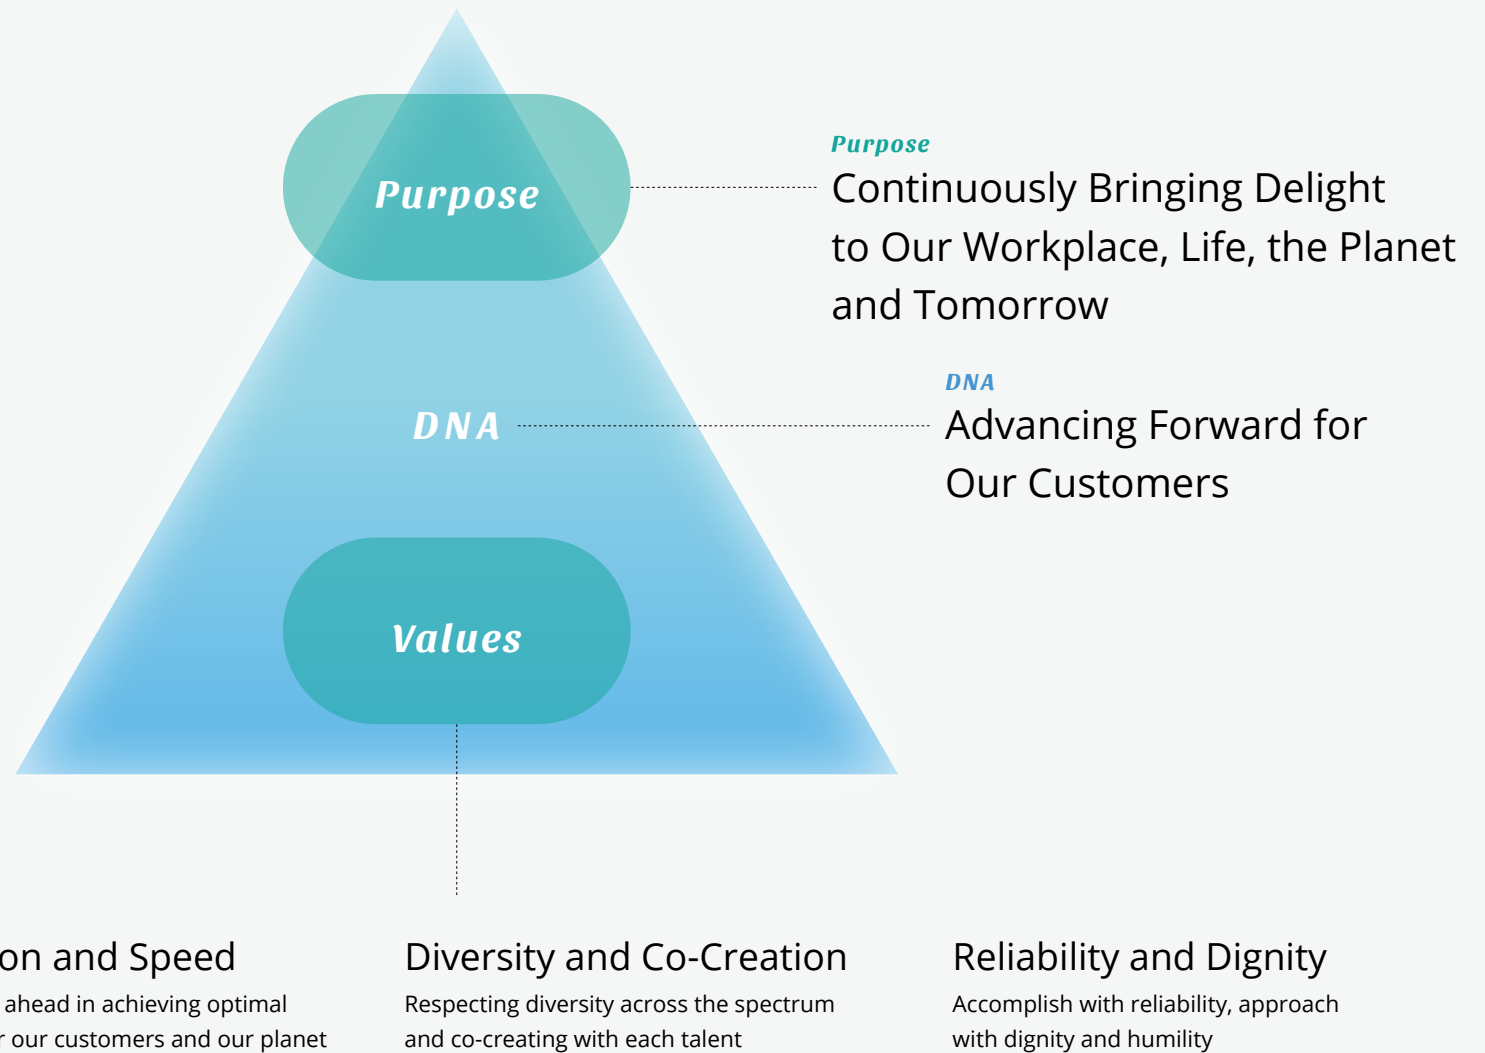 Purpose
Purpose
Continuously Bringing Delight
to Our Workplace, Life, the Planet
and Tomorrow
DNA
DNA
Advancing Forward for
Our Customers
Values
and Speed
ahead in achieving optimal
our customers and our planet
Diversity and Co-Creation
Respecting diversity across the spectrum
and co-creating with each talent
Reliability and Dignity
Accomplish with reliability, approach
with dignity and humility